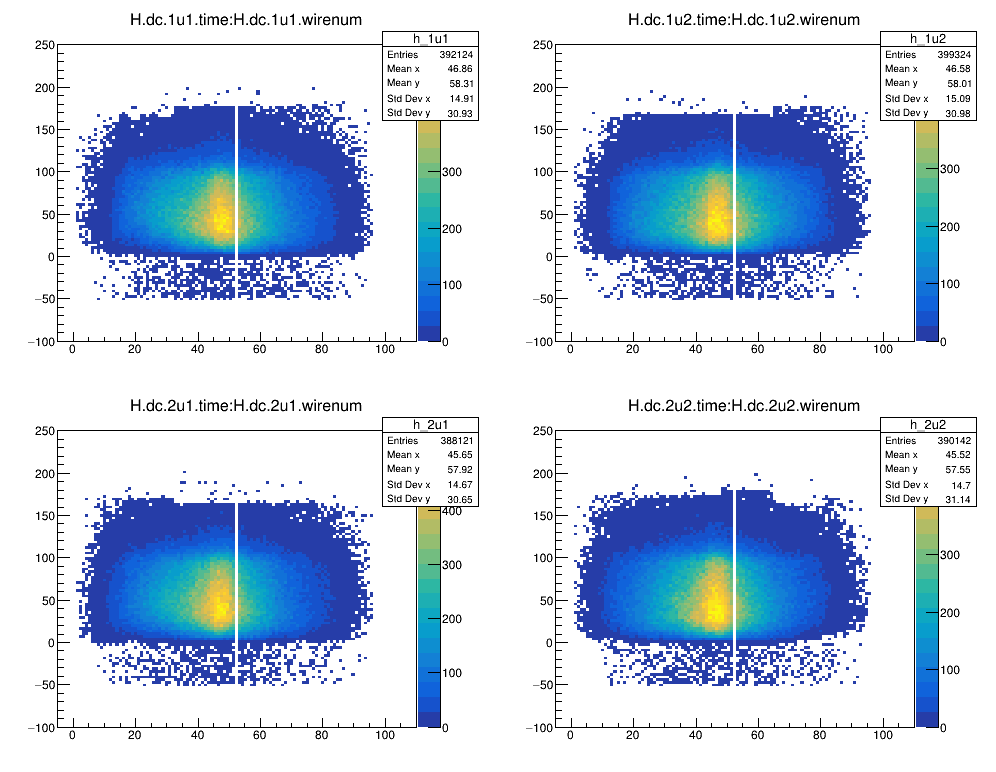 H.dc.1u1.time:H.dc.1u1.wirenum
h_1u1
Entries 392124
Mean x 46.86
Mean y 58.31
Std Dev x 14.91
Std Dev y 30.93
250
200
150
100
50
0
−50
−100
0 20 40 60 80 100
300
200
100
0
H.dc.1u2.time:H.dc.1u2.wirenum
h_1u2
Entries 399324
Mean x 46.58
Mean y 58.01
Std Dev x 15.09
Std Dev y 30.98
250
200
150
100
50
0
−50
−100
0 20 40 60 80 100
300
200
100
0
H.dc.2u1.time:H.dc.2u1.wirenum
h_2u1
Entries 388121
Mean x 45.65
Mean y 57.92
Std Dev x 14.67
Std Dev y 30.65
250
200
150
100
50
0
−50
−100
0 20 40 60 80 100
400
300
200
100
0
H.dc.2u2.time:H.dc.2u2.wirenum
h_2u2
Entries 390142
Mean x 45.52
Mean y 57.55
Std Dev x 14.7
Std Dev y 31.14
250
200
150
100
50
0
−50
−100
0 20 40 60 80 100
300
200
100
0